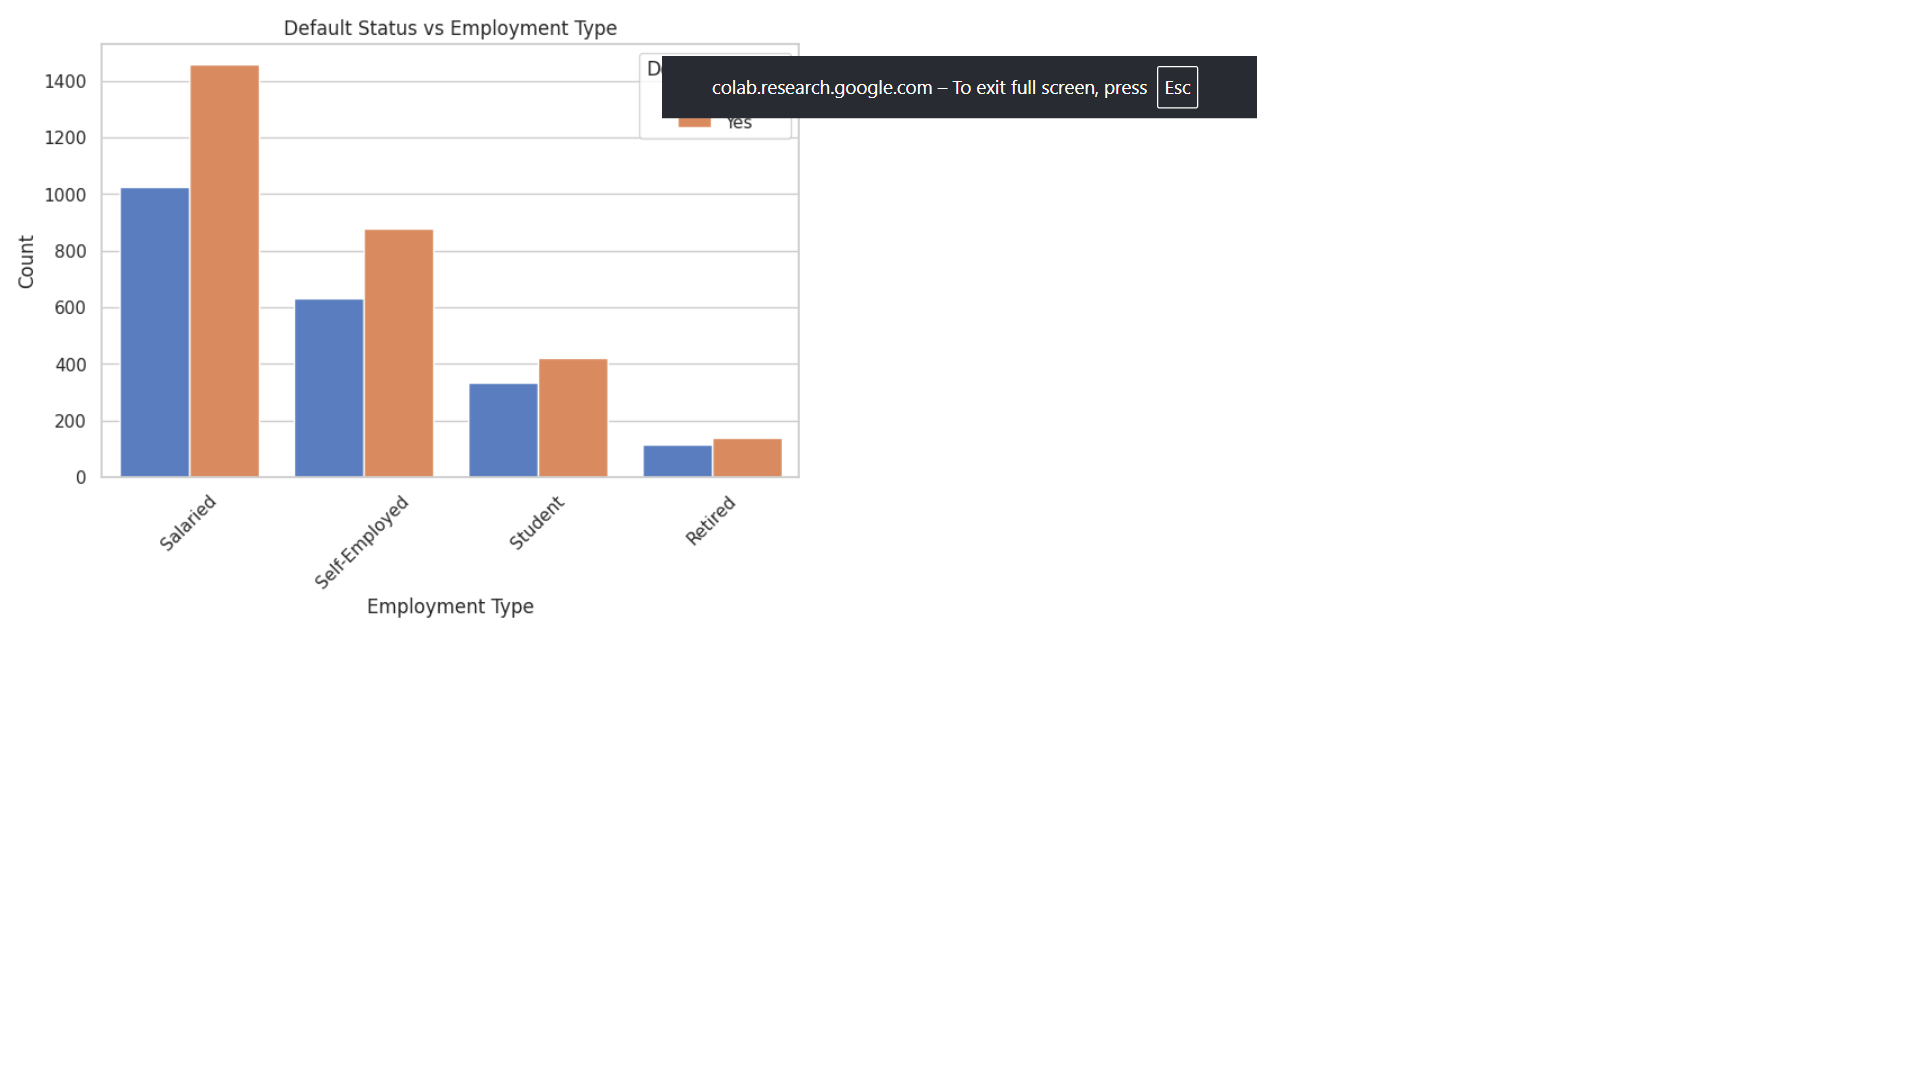 Default Status vs Employment Type
colab.research.google.com – To exit full screen, press Esc
Yes
1400
1200
1000
800
600
400
200
0
Count
Salaried
Self-Employed
Student
Retired
Employment Type